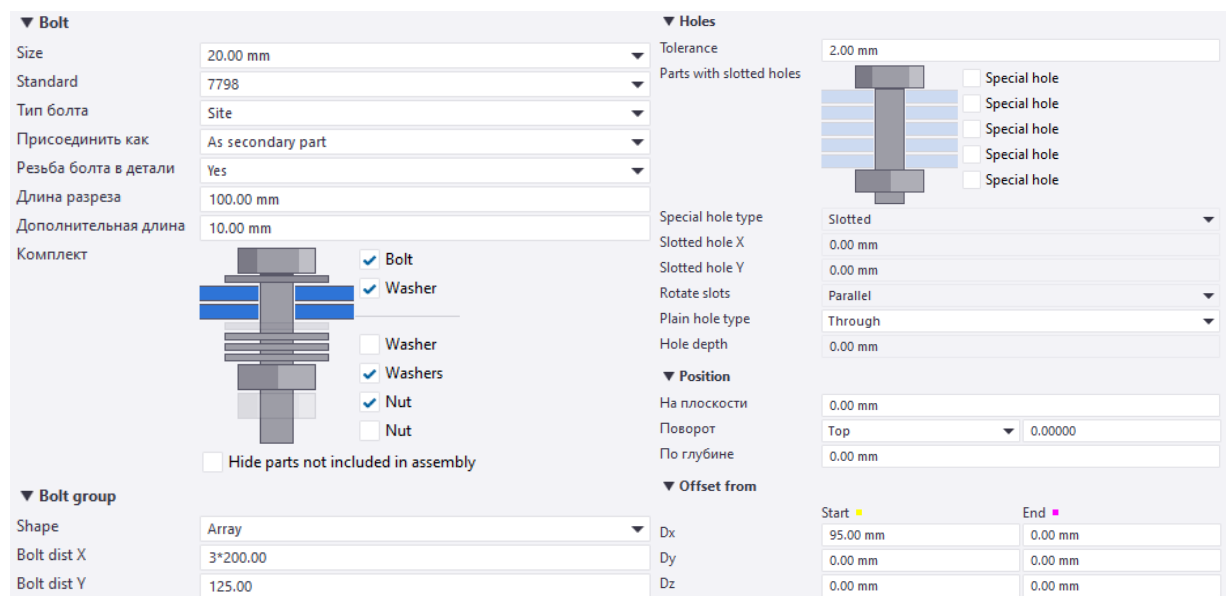 ▼ Bolt
Size 20.00 mm
Standard 7798
Тип болта Site
Присоединить как As secondary part
Резьба болта в детали Yes
Длина разреза 100.00 mm
Дополнительная длина 10.00 mm
Комплект
Bolt
Washer
Washer
Washers
Nut
Nut
Hide parts not included in assembly
▼ Bolt group
Shape Array
Bolt dist X 3*200.00
Bolt dist Y 125.00
▼ Holes
Tolerance 2.00 mm
Parts with slotted holes
Special hole
Special hole
Special hole
Special hole
Special hole
Special hole type Slotted
Slotted hole X 0.00 mm
Slotted hole Y 0.00 mm
Rotate slots Parallel
Plain hole type Through
Hole depth 0.00 mm
▼ Position
На плоскости 0.00 mm
Поворот Top 0.00000
По глубине 0.00 mm
▼ Offset from
Start End
Dx 95.00 mm 0.00 mm
Dy 0.00 mm 0.00 mm
Dz 0.00 mm 0.00 mm